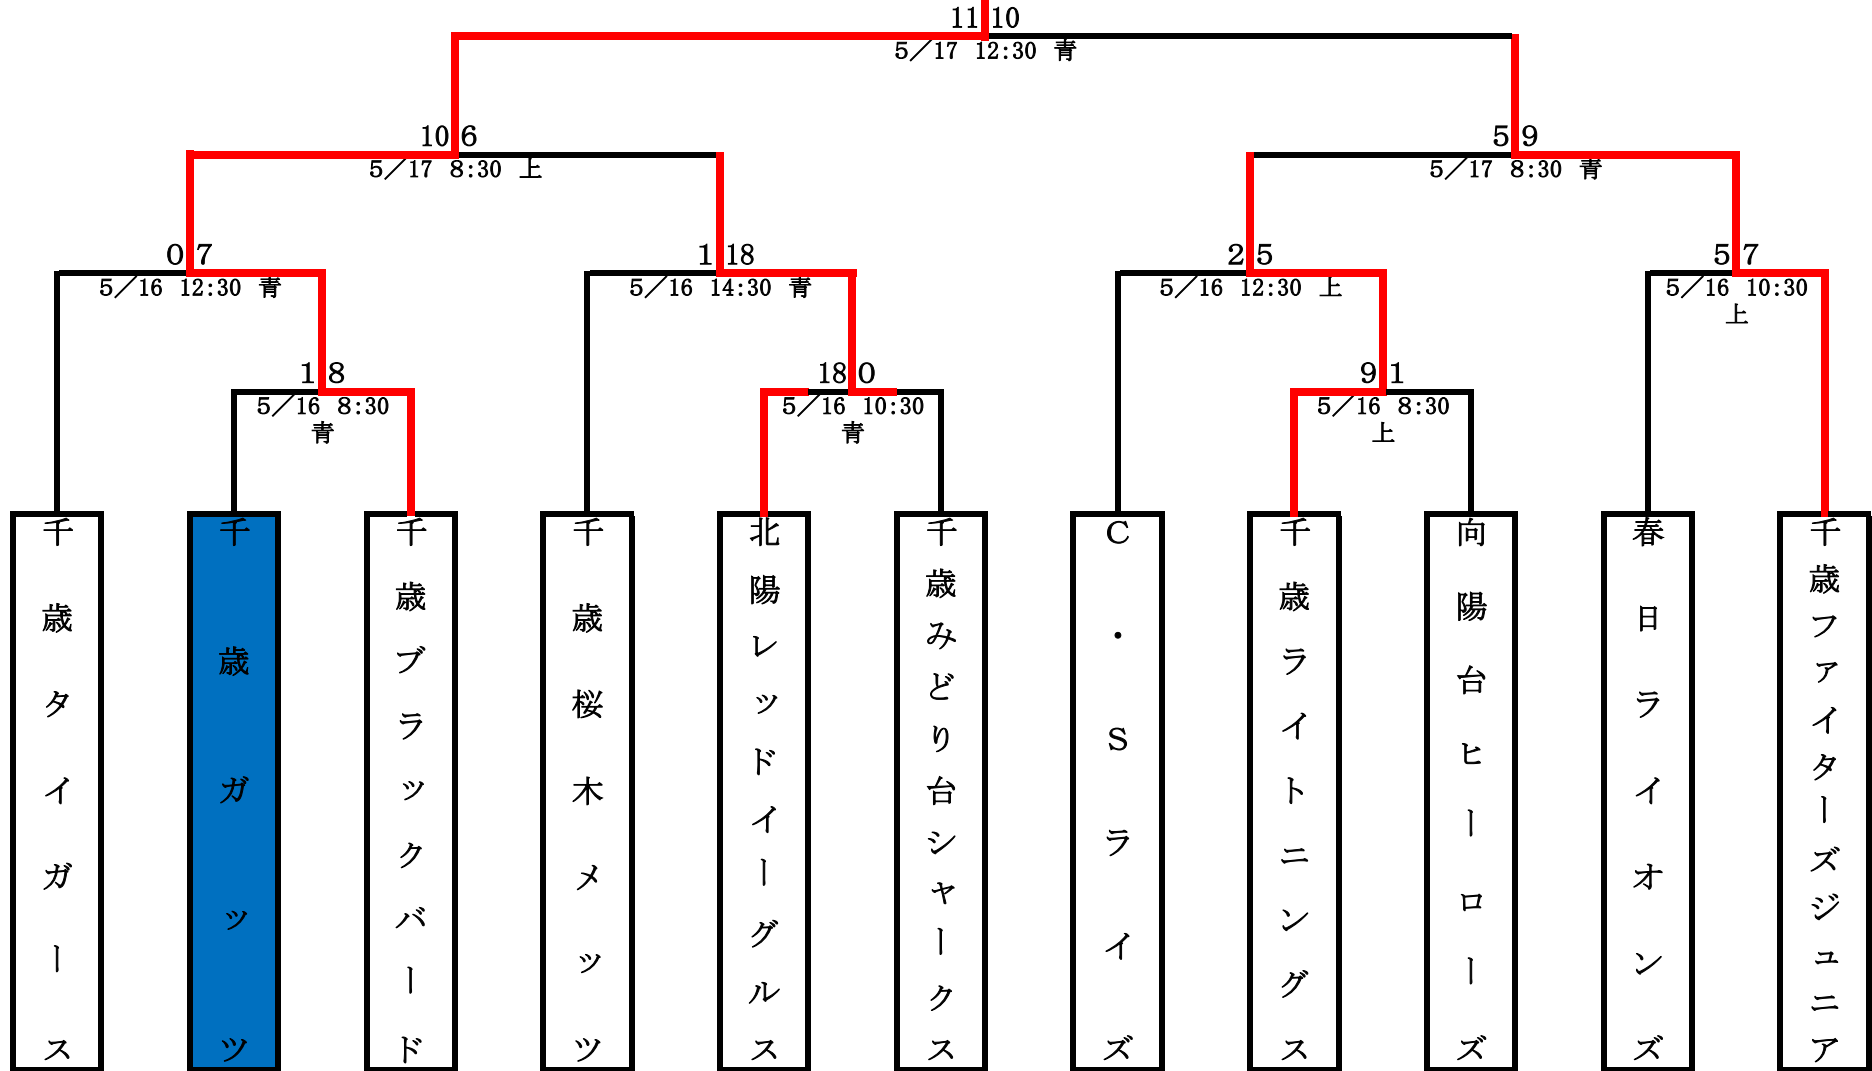 11 10
5／17 12:30 青
10 6
5／17 8:30 上
5 9
5／17 8:30 青
0 7
5／16 12:30 青
1 18
5／16 14:30 青
2 5
5／16 12:30 上
5 7
5／16 10:30
上
1 8
5／16 8:30
青
18 0
5／16 10:30
青
9 1
5／16 8:30
上
千歳タイガース
千歳ガッツ
千歳ブラックバード
千歳桜木メッツ
北陽レッドイーグルス
千歳みどり台シャークス
C・Sライズ
千歳ライトニングス
向陽台ヒーローズ
春日ライオンズ
千歳ファイターズジュニア